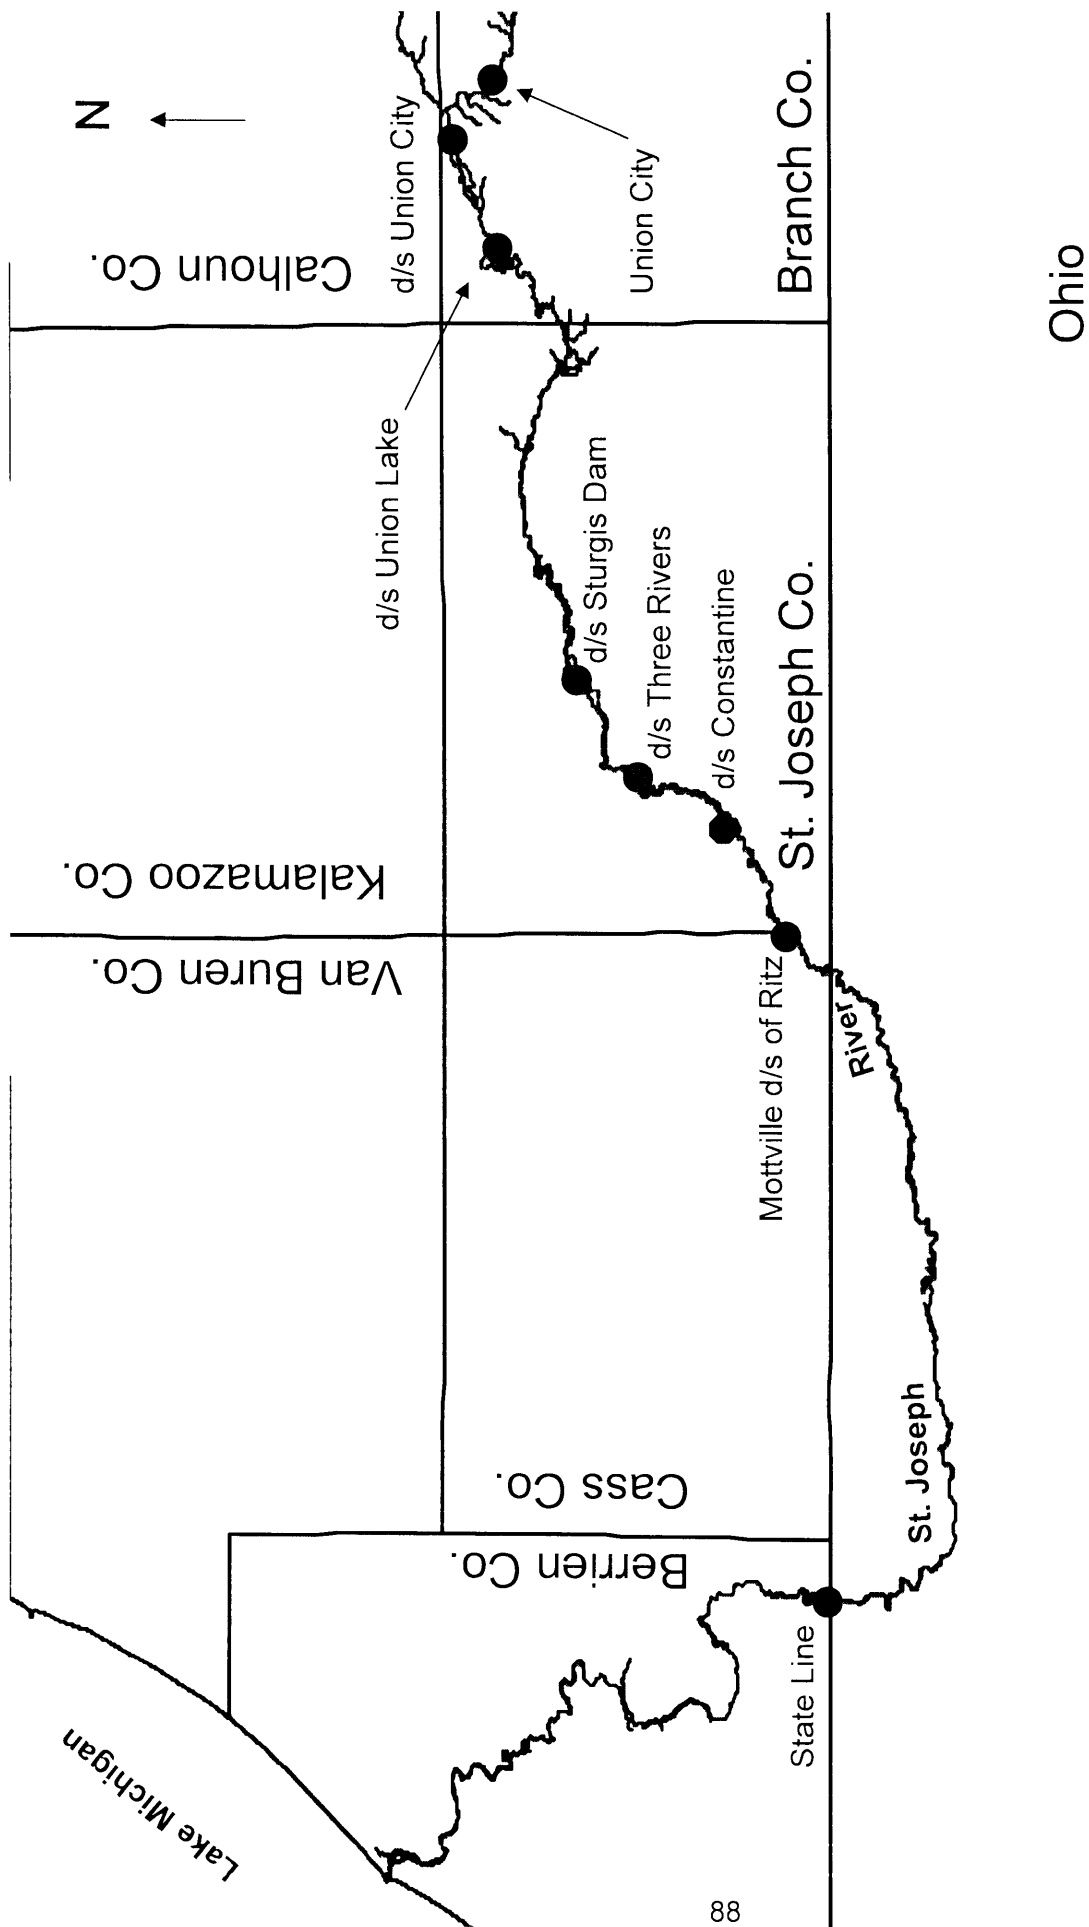 N
Calhoun Co.
d/s Union City
Union City
Branch Co.
Ohio
d/s Union Lake
d/s Sturgis Dam
d/s Three Rivers
d/s Constantine
St. Joseph Co.
Kalamazoo Co.
Van Buren Co.
Mottville d/s of Ritz
River
St. Joseph
Cass Co.
Berrien Co.
State Line
Lake Michigan
88